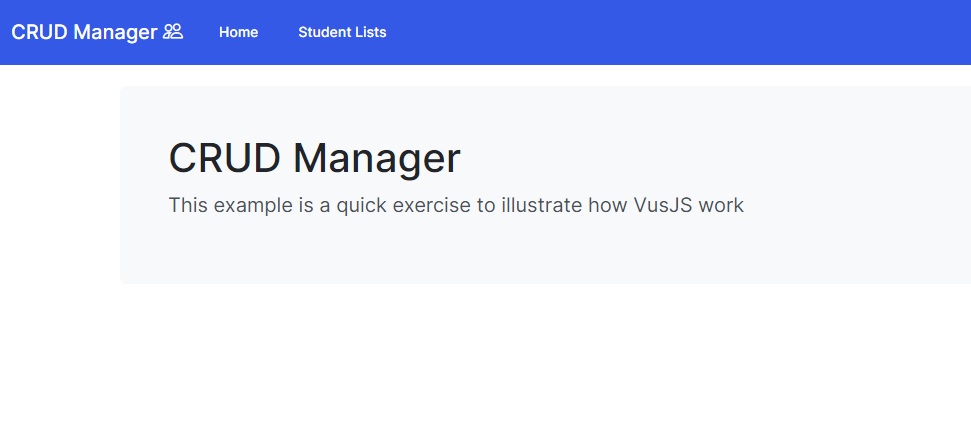 CRUD Manager Home Student Lists
CRUD Manager
This example is a quick exercise to illustrate how VusJS work